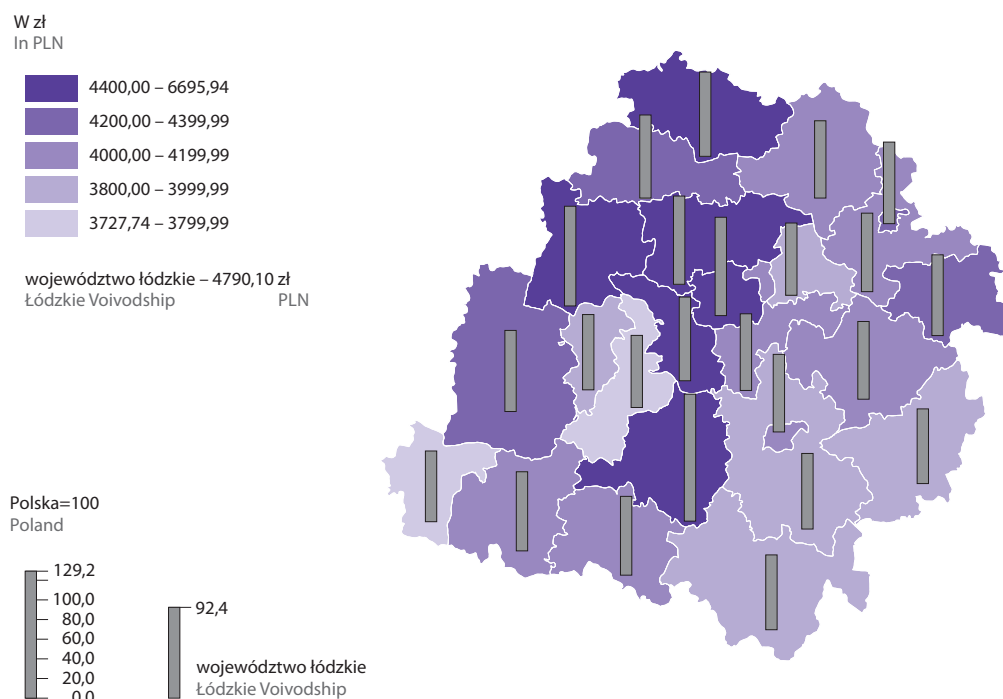 W zł
In PLN
4400,00 – 6695,94
4200,00 – 4399,99
4000,00 – 4199,99
3800,00 – 3999,99
3727,74 – 3799,99
województwo łódzkie – 4790,10 zł
Łódzkie Voivodship PLN
Polska=100
Poland
129,2
100,0
80,0
60,0
40,0
20,0
0,0
92,4
województwo łódzkie
Łódzkie Voivodship